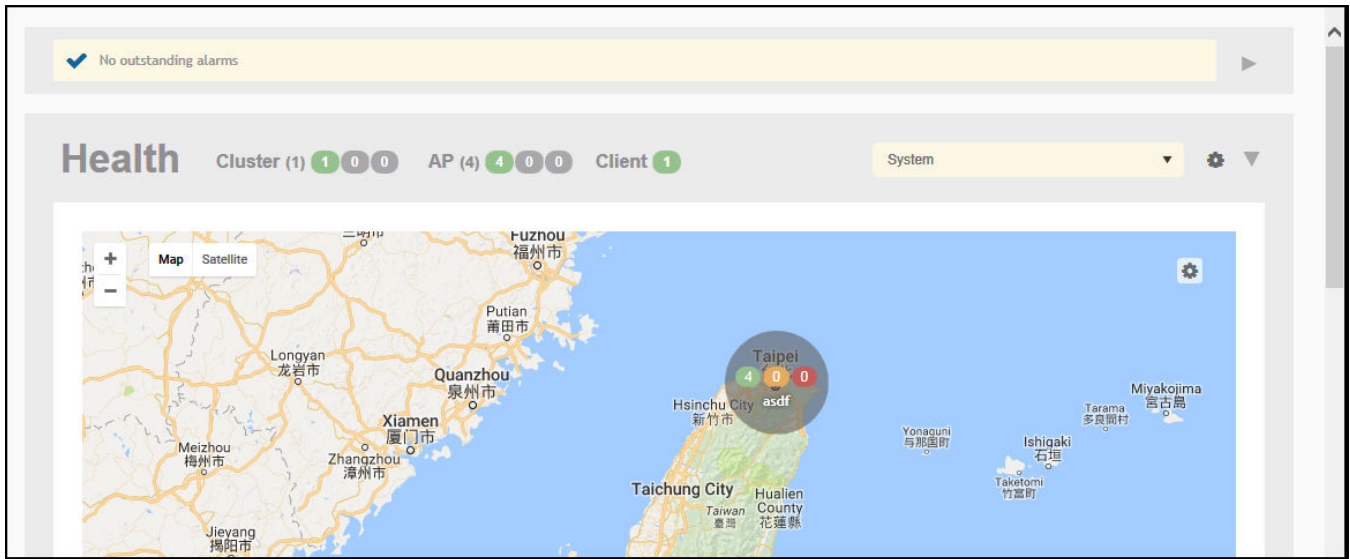 No outstanding alarms
Health Cluster (1) 1 0 0 AP (4) 4 0 0 Client 1 System
+ Map Satellite
−
Fuzhou
福州市
Putian
莆田市
Longyan
龙岩市
Quanzhou
泉州市
Xiamen
厦门市
Zhangzhou
漳州市
Meizhou
梅州市
Jieyang
揭阳市
Taipei
4 0 0
asdf
Hsinchu City
新竹市
Taichung City
Taiwan
臺灣
Hualien
County
花蓮縣
Yonaguni
与那国町
Ishigaki
石垣
Taketomi
竹富町
Tarama
多良間村
Miyakojima
宮古島